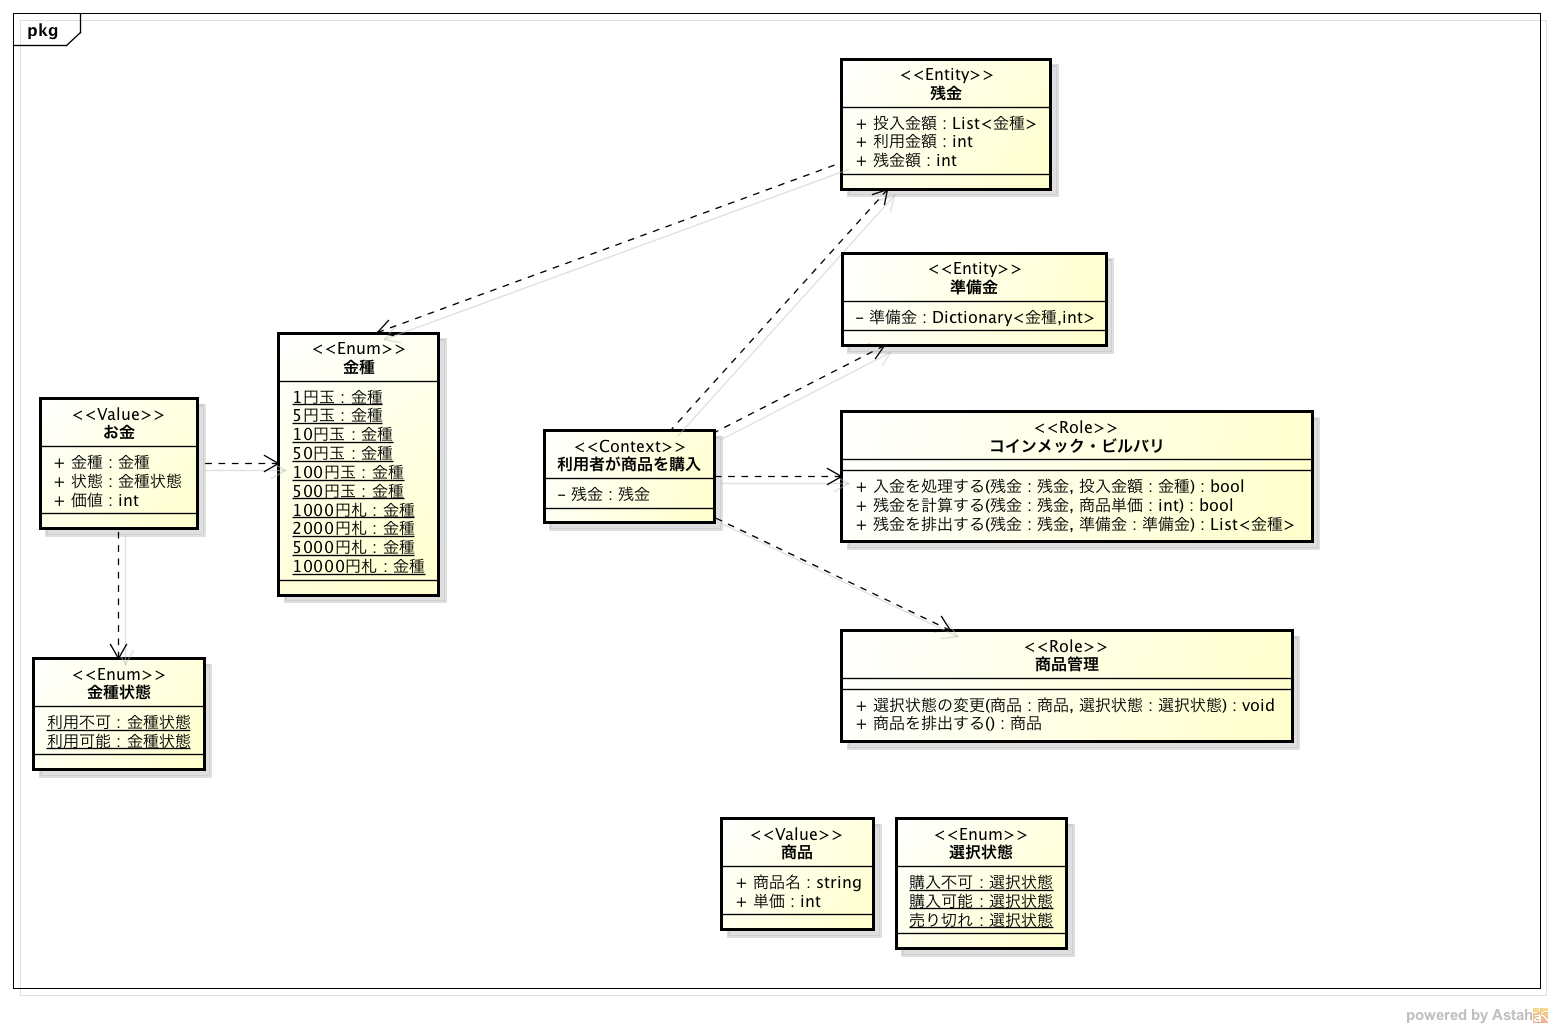 pkg
<<Entity>>
残金
+ 投入金額 : List<金種>
+ 利用金額 : int
+ 残金額 : int
<<Entity>>
準備金
– 準備金 : Dictionary<金種,int>
<<Enum>>
金種
1円玉 : 金種
5円玉 : 金種
10円玉 : 金種
50円玉 : 金種
100円玉 : 金種
500円玉 : 金種
1000円札 : 金種
2000円札 : 金種
5000円札 : 金種
10000円札 : 金種
<<Value>>
お金
+ 金種 : 金種
+ 状態 : 金種状態
+ 価値 : int
<<Context>>
利用者が商品を購入
– 残金 : 残金
<<Role>>
コインメック・ビルバリ
+ 入金を処理する(残金 : 残金, 投入金額 : 金種) : bool
+ 残金を計算する(残金 : 残金, 商品単価 : int) : bool
+ 残金を排出する(残金 : 残金, 準備金 : 準備金) : List<金種>
<<Enum>>
金種状態
利用不可 : 金種状態
利用可能 : 金種状態
<<Role>>
商品管理
+ 選択状態の変更(商品 : 商品, 選択状態 : 選択状態) : void
+ 商品を排出する() : 商品
<<Value>>
商品
+ 商品名 : string
+ 単価 : int
<<Enum>>
選択状態
購入不可 : 選択状態
購入可能 : 選択状態
売り切れ : 選択状態
powered by Astah